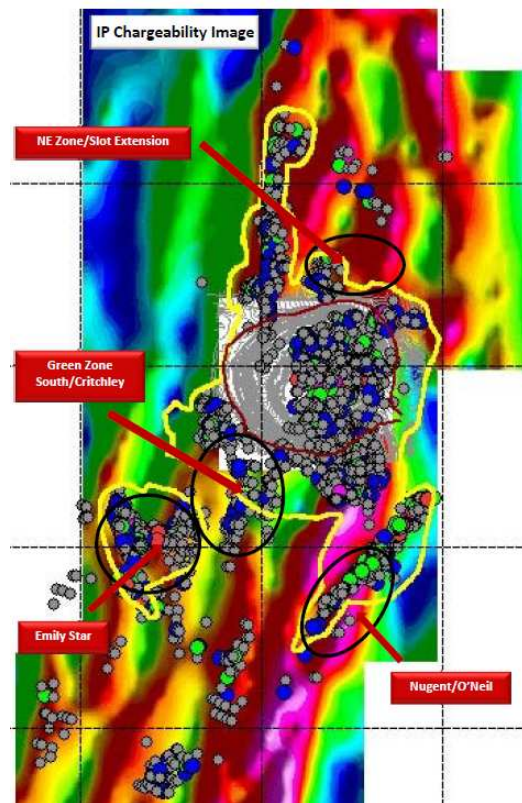 IP Chargeability Image
NE Zone/Slot Extension
Green Zone
South/Critchley
Emily Star
Nugent/O'Neil